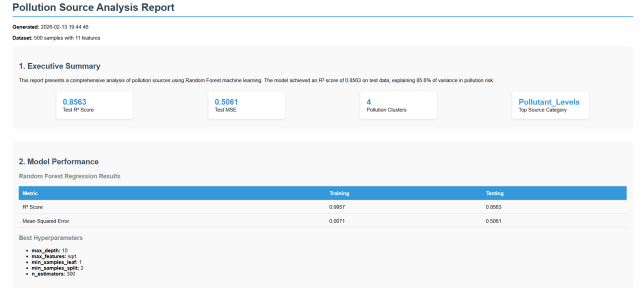 Pollution Source Analysis Report
Generated: 2026-02-13 19:44:46
Dataset: 500 samples with 11 features
1. Executive Summary
This report presents a comprehensive analysis of pollution sources using Random Forest machine learning. The model achieved an R² score of 0.8563 on test data, explaining 85.6% of variance in pollution risk.
0.8563
Test R² Score
0.5061
Test MSE
4
Pollution Clusters
Pollutant_Levels
Top Source Category
2. Model Performance
Random Forest Regression Results
Metric Training Testing
R² Score 0.9957 0.8563
Mean Squared Error 0.0071 0.5061
Best Hyperparameters
• max_depth: 10
• max_features: sqrt
• min_samples_leaf: 1
• min_samples_split: 2
• n_estimators: 300